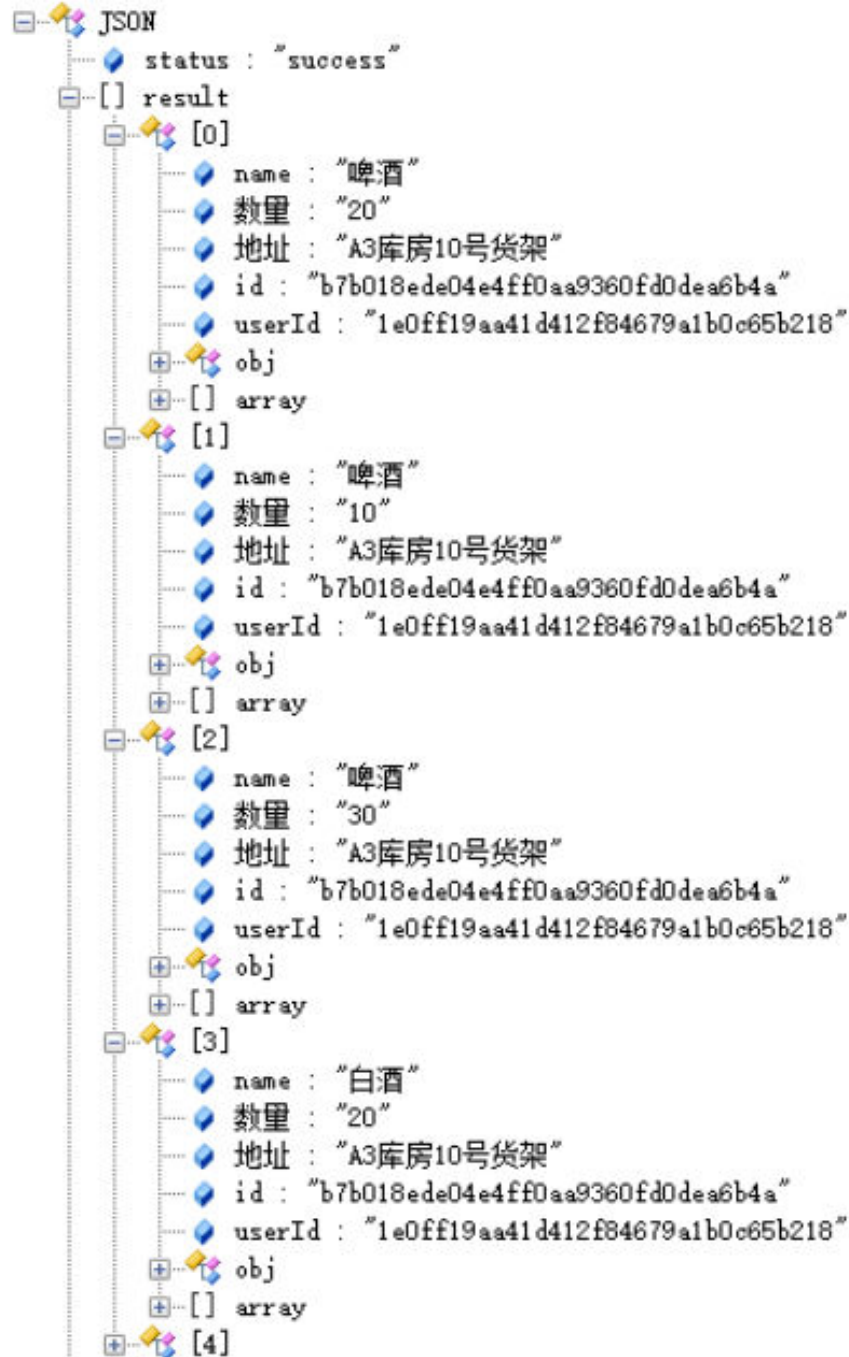 JSON
status : "success"
[] result
[0]
name : "啤酒"
数量 : "20"
地址 : "A3库房10号货架"
id : "b7b018ede04e4ff0aa9360fd0dea6b4a"
userId : "1e0ff19aa41d412f84679a1b0c65b218"
obj
[] array
[1]
name : "啤酒"
数量 : "10"
地址 : "A3库房10号货架"
id : "b7b018ede04e4ff0aa9360fd0dea6b4a"
userId : "1e0ff19aa41d412f84679a1b0c65b218"
obj
[] array
[2]
name : "啤酒"
数量 : "30"
地址 : "A3库房10号货架"
id : "b7b018ede04e4ff0aa9360fd0dea6b4a"
userId : "1e0ff19aa41d412f84679a1b0c65b218"
obj
[] array
[3]
name : "白酒"
数量 : "20"
地址 : "A3库房10号货架"
id : "b7b018ede04e4ff0aa9360fd0dea6b4a"
userId : "1e0ff19aa41d412f84679a1b0c65b218"
obj
[] array
[4]